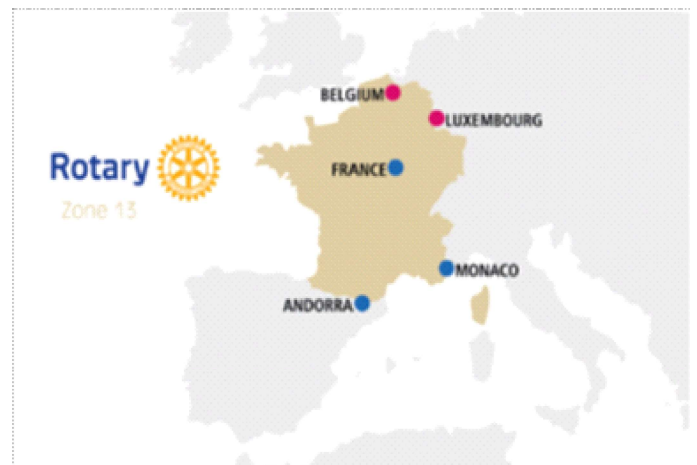 BELGIUM
LUXEMBOURG
Rotary
FRANCE
Zone 13
MONACO
ANDORRA